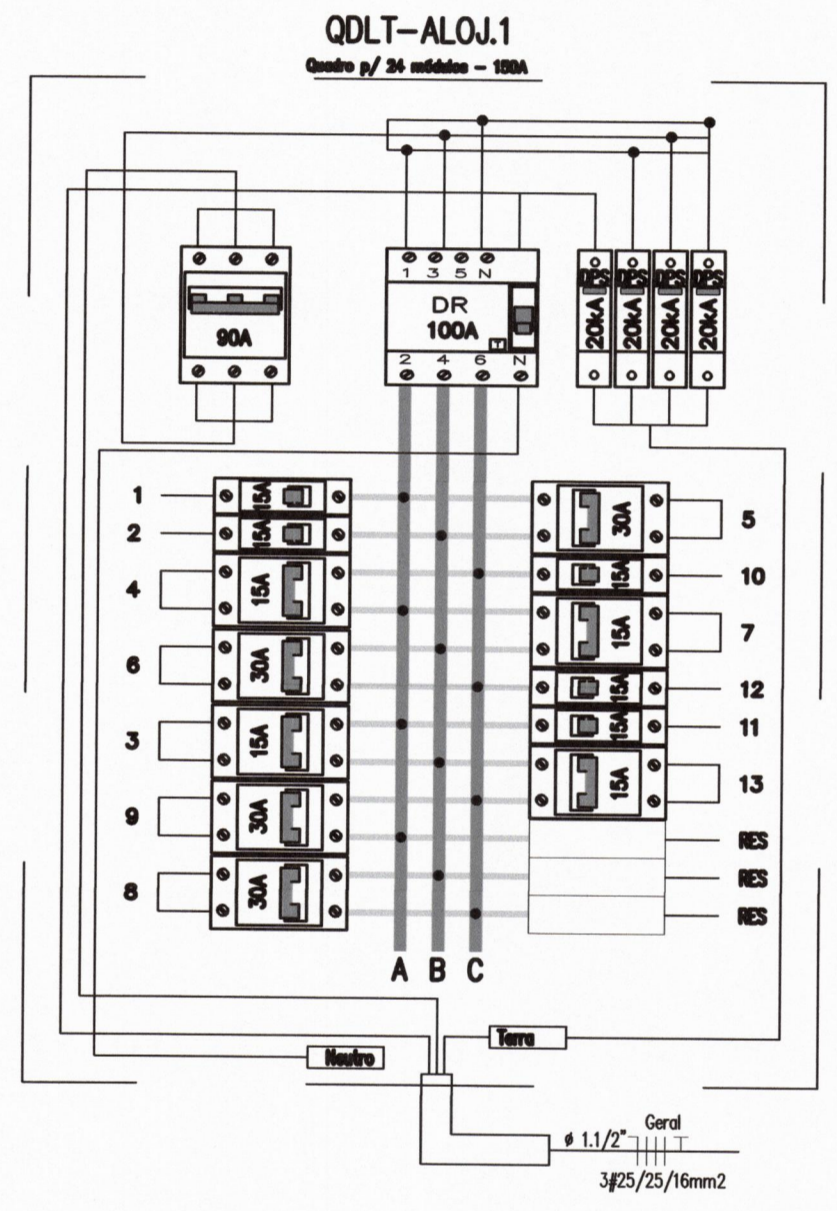 QDLT-ALOJ.1
Quadro p/ 24 módulos - 150A
90A
1 3 5 N
DR
100A
T
2 4 6 N
DPS 20kA
DPS 20kA
DPS 20kA
DPS 20kA
1 15A
2 15A
4 15A
6 30A
3 15A
9 30A
8 30A
30A 5
15A 10
15A 7
15A 12
15A 11
15A 13
RES
RES
RES
A B C
Neutro
Terra
Geral
ø 1.1/2"
3#25/25/16mm2